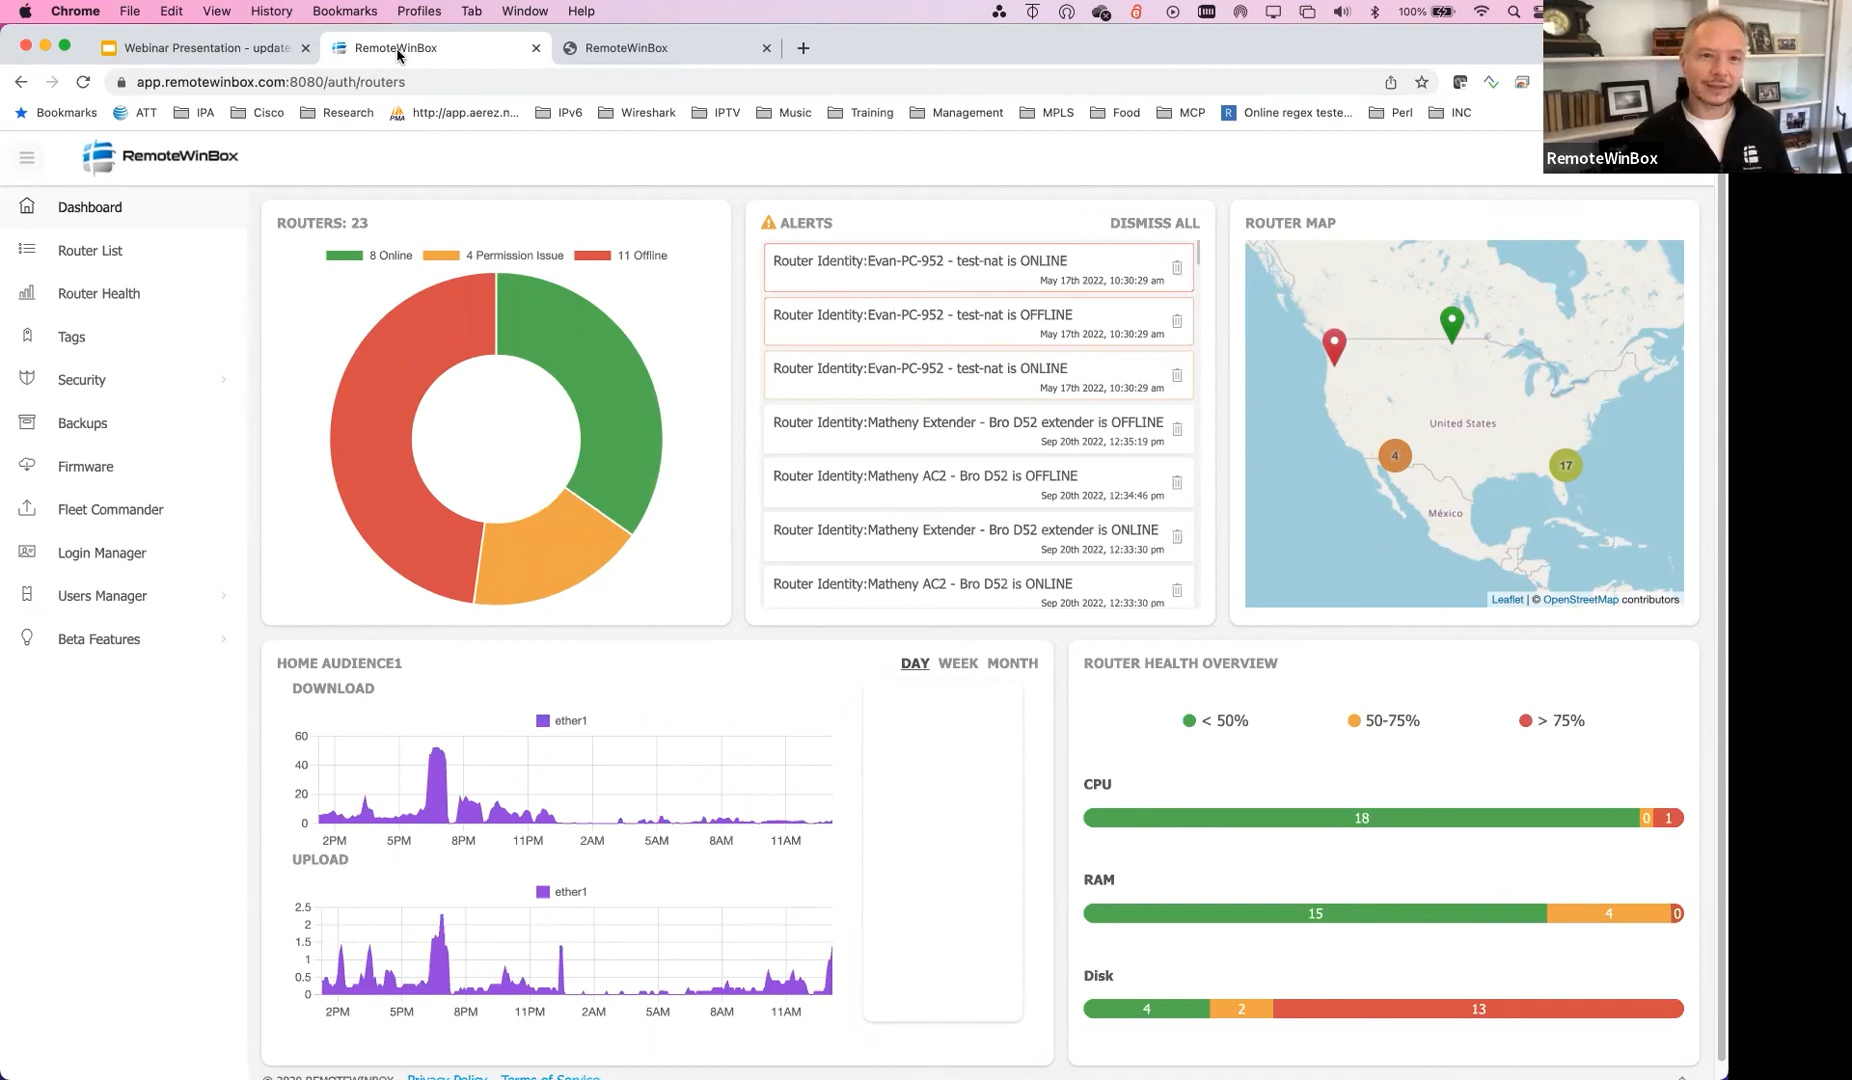 Chrome File Edit View History Bookmarks Profiles Tab Window Help 100%
Webinar Presentation - update
RemoteWinBox
RemoteWinBox
app.remotewinbox.com:8080/auth/routers
Bookmarks ATT IPA Cisco Research http://app.aerez.n... IPv6 Wireshark IPTV Music Training Management MPLS Food MCP Online regex teste... Perl INC
RemoteWinBox
RemoteWinBox
Dashboard
Router List
Router Health
Tags
Security
Backups
Firmware
Fleet Commander
Login Manager
Users Manager
Beta Features
ROUTERS: 23
8 Online 4 Permission Issue 11 Offline
ALERTS DISMISS ALL
Router Identity:Evan-PC-952 - test-nat is ONLINE
May 17th 2022, 10:30:29 am
Router Identity:Evan-PC-952 - test-nat is OFFLINE
May 17th 2022, 10:30:29 am
Router Identity:Evan-PC-952 - test-nat is ONLINE
May 17th 2022, 10:30:29 am
Router Identity:Matheny Extender - Bro D52 extender is OFFLINE
Sep 20th 2022, 12:35:19 pm
Router Identity:Matheny AC2 - Bro D52 is OFFLINE
Sep 20th 2022, 12:34:46 pm
Router Identity:Matheny Extender - Bro D52 extender is ONLINE
Sep 20th 2022, 12:33:30 pm
Router Identity:Matheny AC2 - Bro D52 is ONLINE
Sep 20th 2022, 12:33:30 pm
ROUTER MAP
United States
4
17
México
Leaflet | © OpenStreetMap contributors
HOME AUDIENCE1 DAY WEEK MONTH
DOWNLOAD
ether1
60
40
20
0
2PM 5PM 8PM 11PM 2AM 5AM 8AM 11AM
UPLOAD
ether1
2.5
2
1.5
1
0.5
0
2PM 5PM 8PM 11PM 2AM 5AM 8AM 11AM
ROUTER HEALTH OVERVIEW
< 50% 50-75% > 75%
CPU
18 0 1
RAM
15 4 0
Disk
4 2 13
© 2020 REMOTEWINBOX Privacy Policy Terms of Service